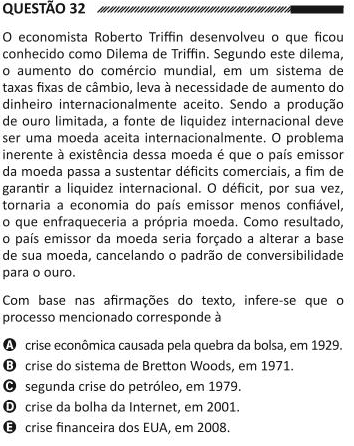 QUESTÃO 32
O economista Roberto Triffin desenvolveu o que ficou
conhecido como Dilema de Triffin. Segundo este dilema,
o aumento do comércio mundial, em um sistema de
taxas fixas de câmbio, leva à necessidade de aumento do
dinheiro internacionalmente aceito. Sendo a produção
de ouro limitada, a fonte de liquidez internacional deve
ser uma moeda aceita internacionalmente. O problema
inerente à existência dessa moeda é que o país emissor
da moeda passa a sustentar déficits comerciais, a fim de
garantir a liquidez internacional. O déficit, por sua vez,
tornaria a economia do país emissor menos confiável,
o que enfraqueceria a própria moeda. Como resultado,
o país emissor da moeda seria forçado a alterar a base
de sua moeda, cancelando o padrão de conversibilidade
para o ouro.
Com base nas afirmações do texto, infere-se que o
processo mencionado corresponde à
A crise econômica causada pela quebra da bolsa, em 1929.
B crise do sistema de Bretton Woods, em 1971.
C segunda crise do petróleo, em 1979.
D crise da bolha da Internet, em 2001.
E crise financeira dos EUA, em 2008.